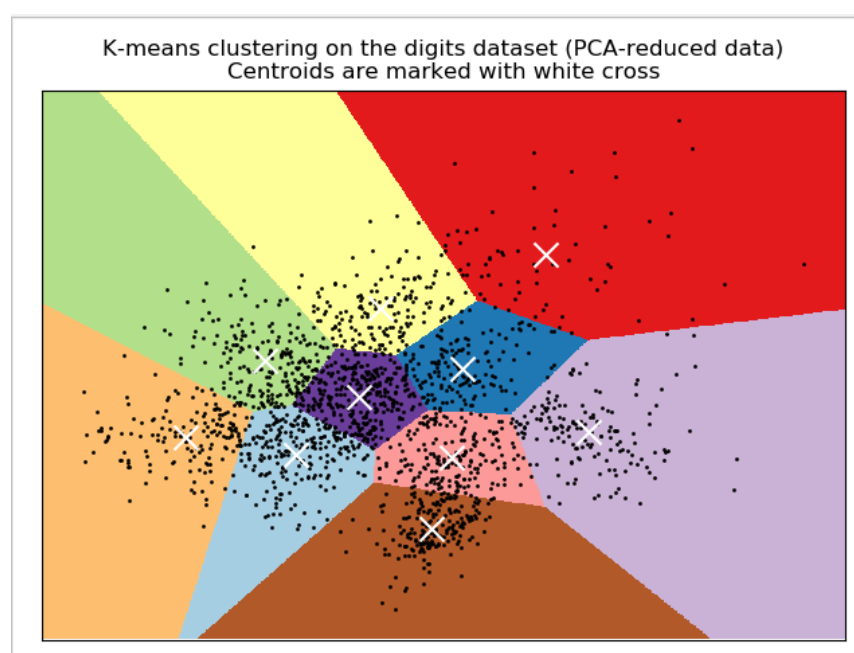 K-means clustering on the digits dataset (PCA-reduced data)
Centroids are marked with white cross